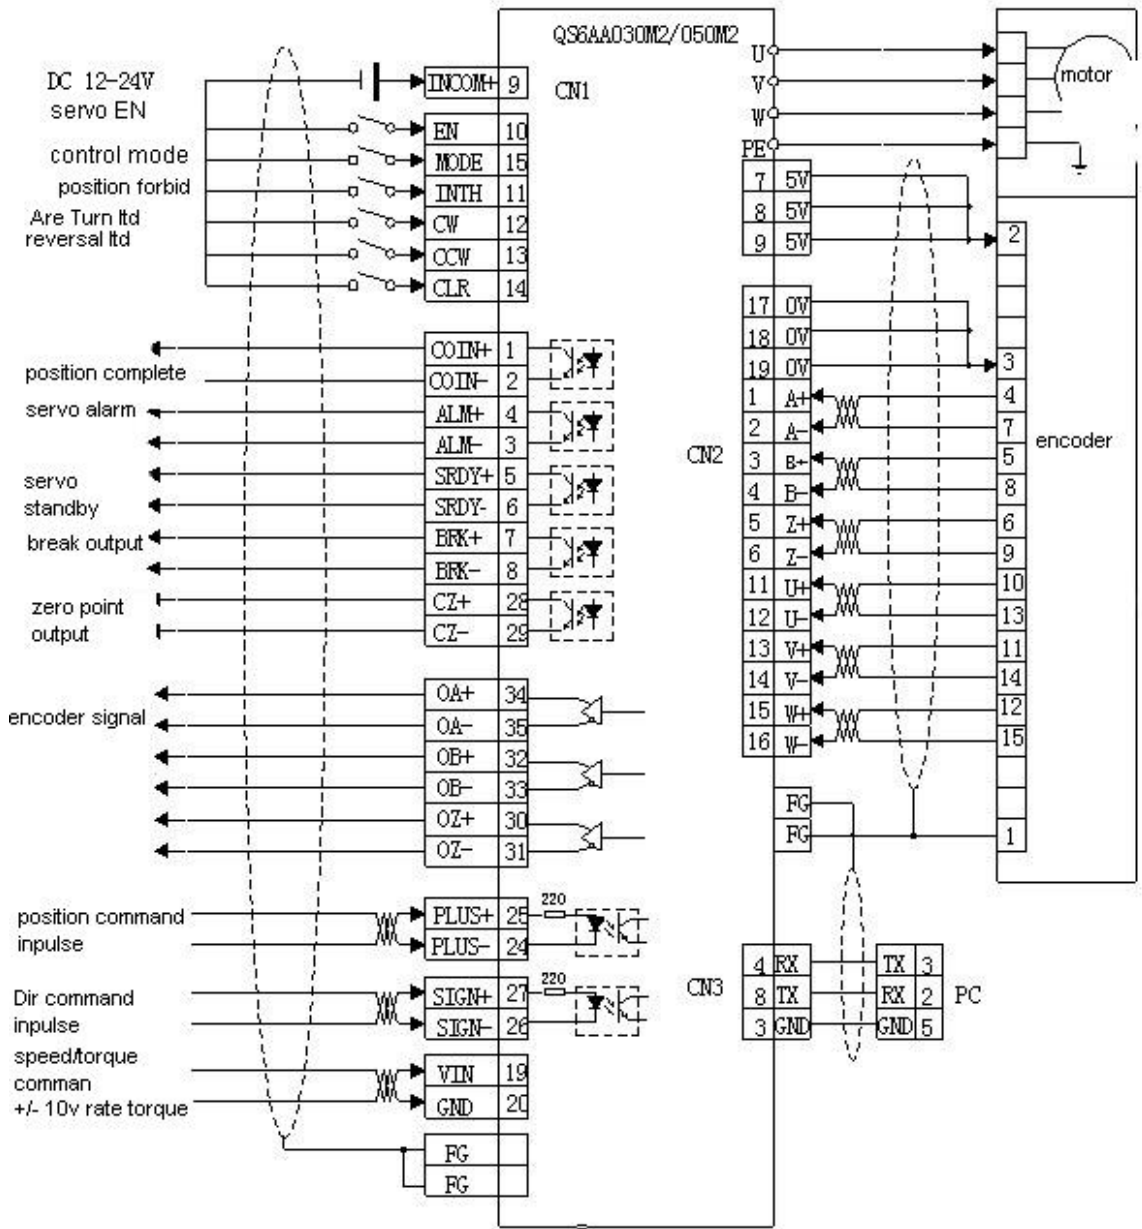 QS6AA030M2/050M2
CN1
DC 12-24V
servo EN
control mode
position forbid
Are Turn ltd
reversal ltd
INCOM+ 9
EN 10
MODE 15
INTH 11
CW 12
CCW 13
CLR 14
position complete
COIN+ 1
COIN- 2
servo alarm
ALM+ 4
ALM- 3
servo
standby
SRDY+ 5
SRDY- 6
break output
BRK+ 7
BRK- 8
zero point
output
CZ+ 28
CZ- 29
encoder signal
OA+ 34
OA- 35
OB+ 32
OB- 33
OZ+ 30
OZ- 31
position command
inpulse
PLUS+ 25
220
PLUS- 24
Dir command
inpulse
SIGN+ 27
220
SIGN- 26
speed/torque
comman
+/- 10v rate torque
VIN 19
GND 20
FG
FG
U
V
W
PE
motor
CN2
7 5V
8 5V
9 5V
2
17 0V
18 0V
19 0V
3
1 A+ 4
2 A- 7
3 B+ 5
4 B- 8
5 Z+ 6
6 Z- 9
11 U+ 10
12 U- 13
13 V+ 11
14 V- 14
15 W+ 12
16 W- 15
encoder
FG
FG 1
CN3
4 RX TX 3
8 TX RX 2
3 GND GND 5
PC